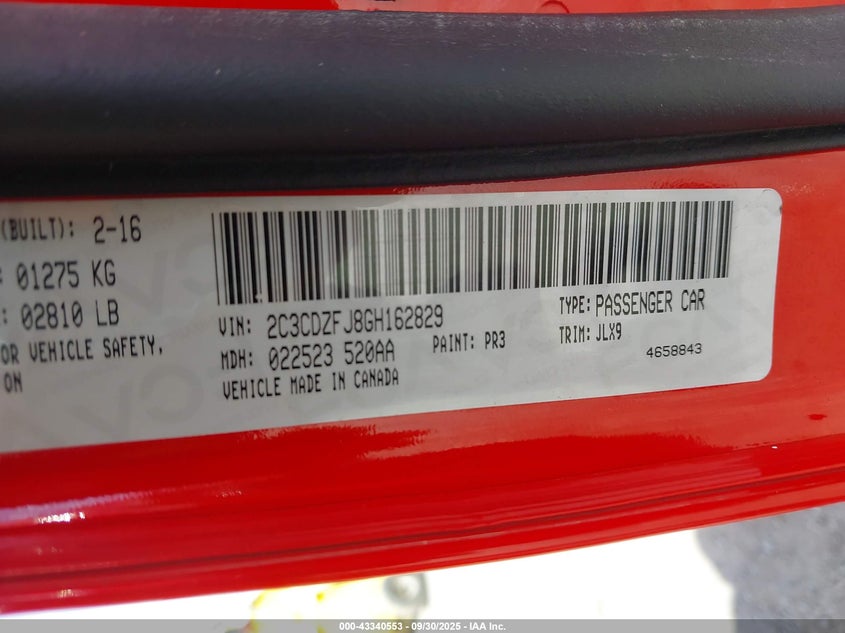 (BUILT): 2-16
: 01275 KG
: 02810 LB
OR VEHICLE SAFETY,
ON
VIN: 2C3CDZFJ8GH162829
TYPE: PASSENGER CAR
MDH: 022523 520AA
PAINT: PR3
TRIM: JLX9
VEHICLE MADE IN CANADA
4658843
000-43340553 — 09/30/2025 - IAA Inc.